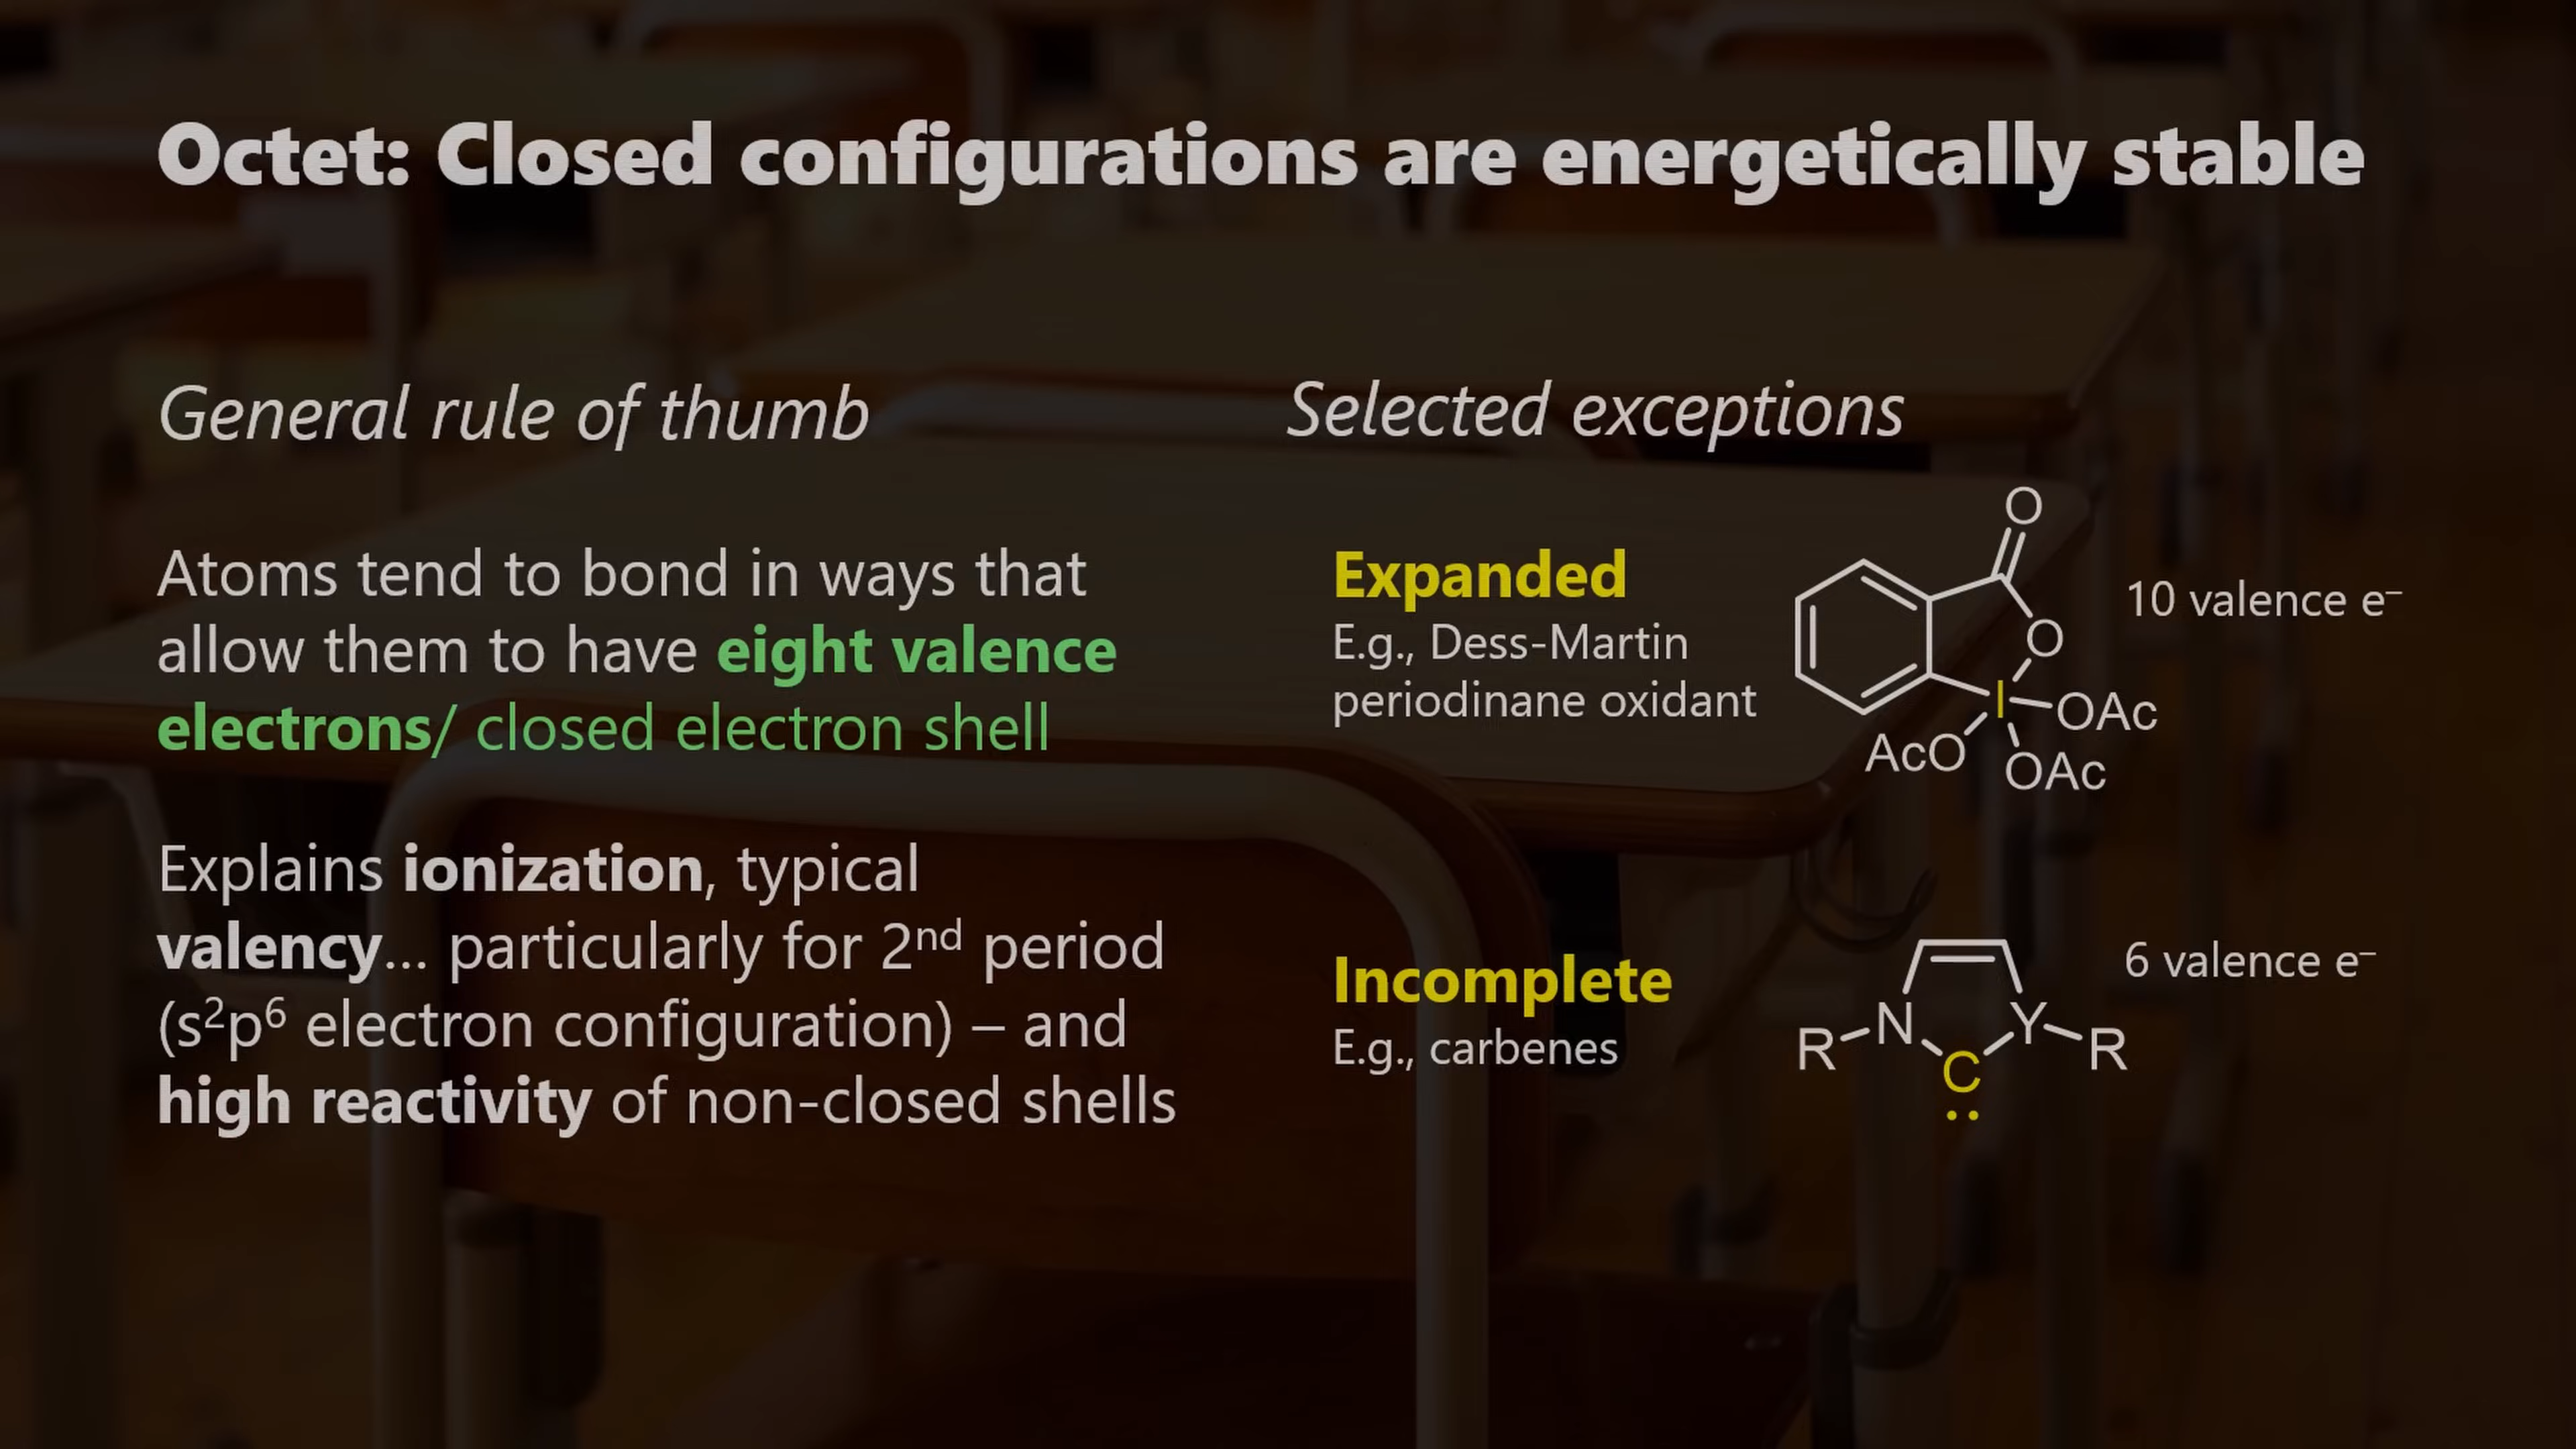 Octet: Closed configurations are energetically stable
General rule of thumb
Atoms tend to bond in ways that
allow them to have eight valence
electrons/ closed electron shell
Explains ionization, typical
valency... particularly for 2nd period
(s²p⁶ electron configuration) – and
high reactivity of non-closed shells
Selected exceptions
Expanded
E.g., Dess-Martin
periodinane oxidant
O
O
I
OAc
AcO
OAc
10 valence e⁻
Incomplete
E.g., carbenes
N
Y
R
R
C
..
6 valence e⁻